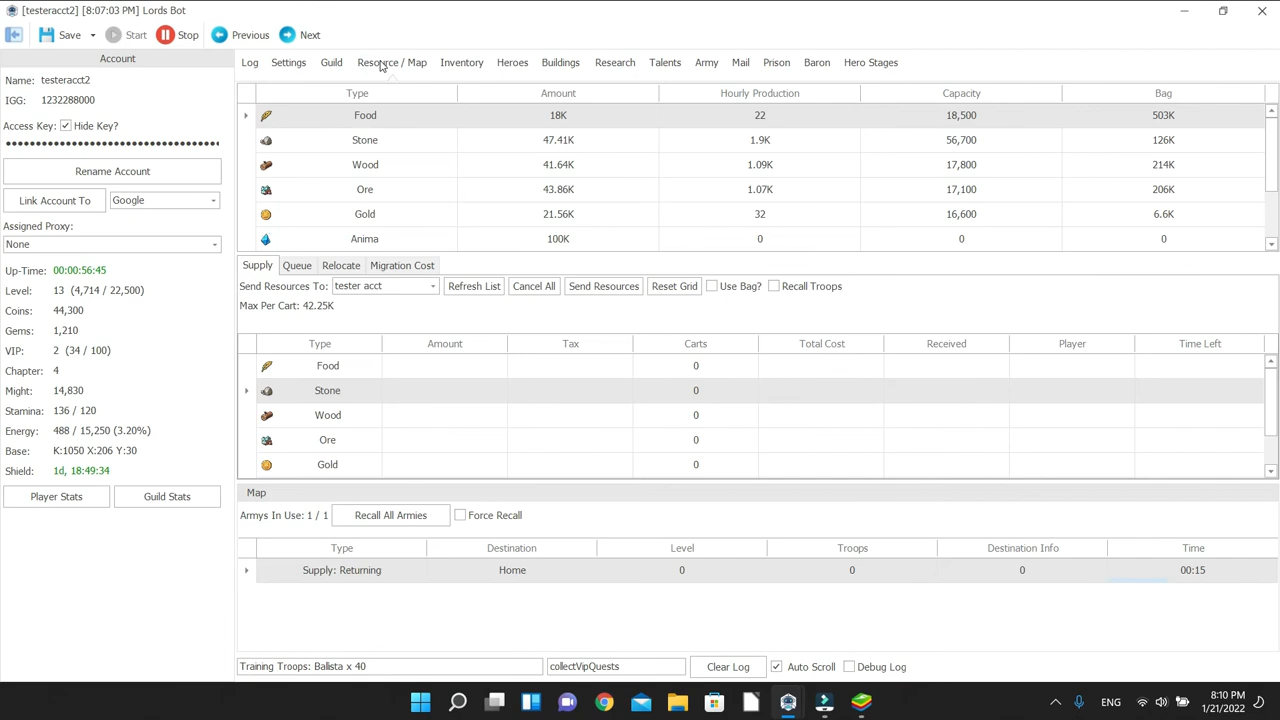 [testeracct2] [8:07:03 PM] Lords Bot
Save Start Stop Previous Next
Account
Name: testeracct2
IGG: 1232288000
Access Key: Hide Key?
Rename Account
Link Account To Google
Assigned Proxy:
None
Up-Time: 00:00:56:45
Level: 13 (4,714 / 22,500)
Coins: 44,300
Gems: 1,210
VIP: 2 (34 / 100)
Chapter: 4
Might: 14,830
Stamina: 136 / 120
Energy: 488 / 15,250 (3.20%)
Base: K:1050 X:206 Y:30
Shield: 1d, 18:49:34
Player Stats Guild Stats
Log Settings Guild Resource / Map Inventory Heroes Buildings Research Talents Army Mail Prison Baron Hero Stages
Type Amount Hourly Production Capacity Bag
Food 18K 22 18,500 503K
Stone 47.41K 1.9K 56,700 126K
Wood 41.64K 1.09K 17,800 214K
Ore 43.86K 1.07K 17,100 206K
Gold 21.56K 32 16,600 6.6K
Anima 100K 0 0 0
Supply Queue Relocate Migration Cost
Send Resources To: tester acct Refresh List Cancel All Send Resources Reset Grid Use Bag? Recall Troops
Max Per Cart: 42.25K
Type Amount Tax Carts Total Cost Received Player Time Left
Food 0
Stone 0
Wood 0
Ore 0
Gold 0
Map
Armys In Use: 1 / 1 Recall All Armies Force Recall
Type Destination Level Troops Destination Info Time
Supply: Returning Home 0 0 0 00:15
Training Troops: Ballista x 40 collectVipQuests Clear Log Auto Scroll Debug Log
ENG 8:10 PM
1/21/2022